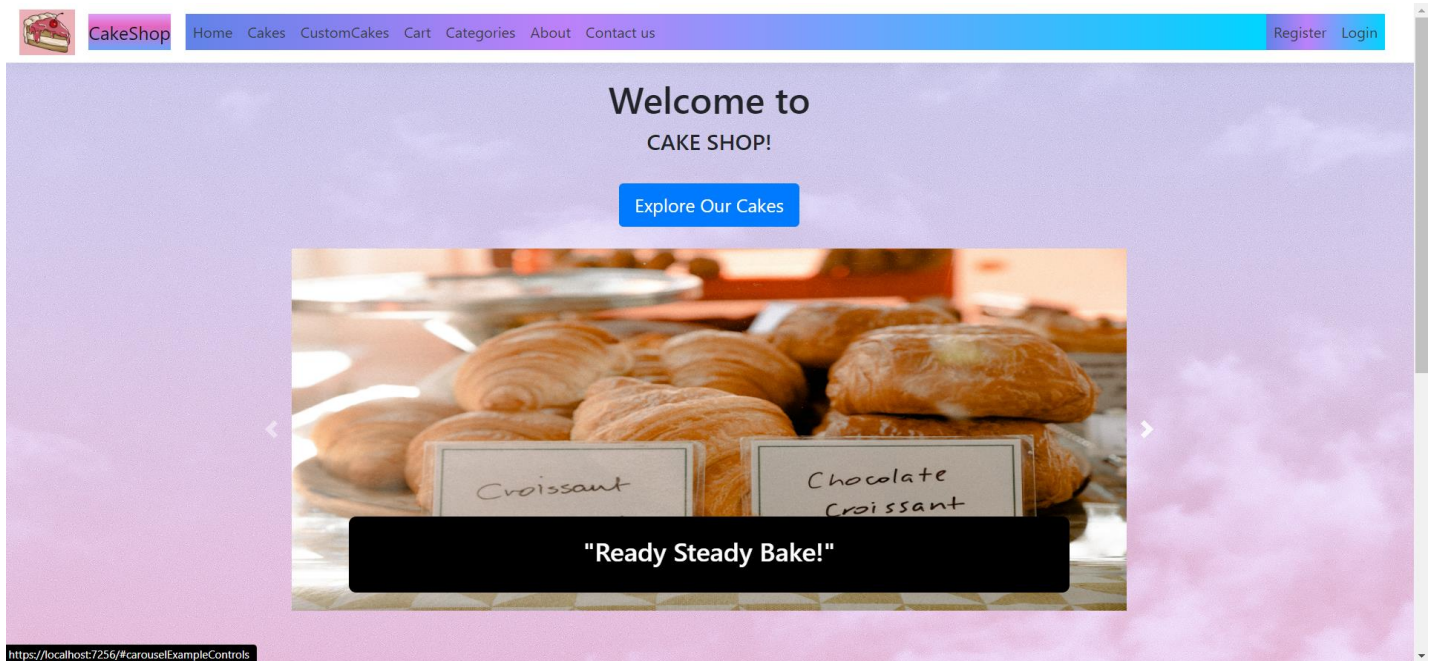 CakeShop Home Cakes CustomCakes Cart Categories About Contact us Register Login
Welcome to
CAKE SHOP!
Explore Our Cakes
Croissant
Chocolate
Croissant
"Ready Steady Bake!"
https://localhost:7256/#carouselExampleControls